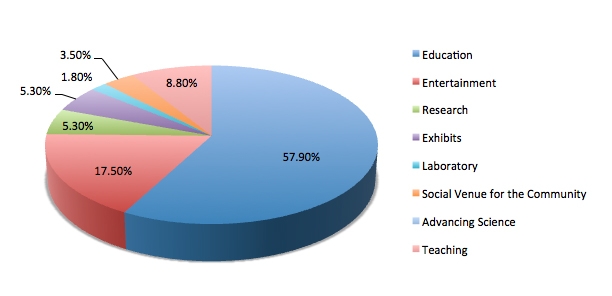 3.50%
1.80%
5.30%
5.30%
17.50%
8.80%
57.90%
Education
Entertainment
Research
Exhibits
Laboratory
Social Venue for the Community
Advancing Science
Teaching